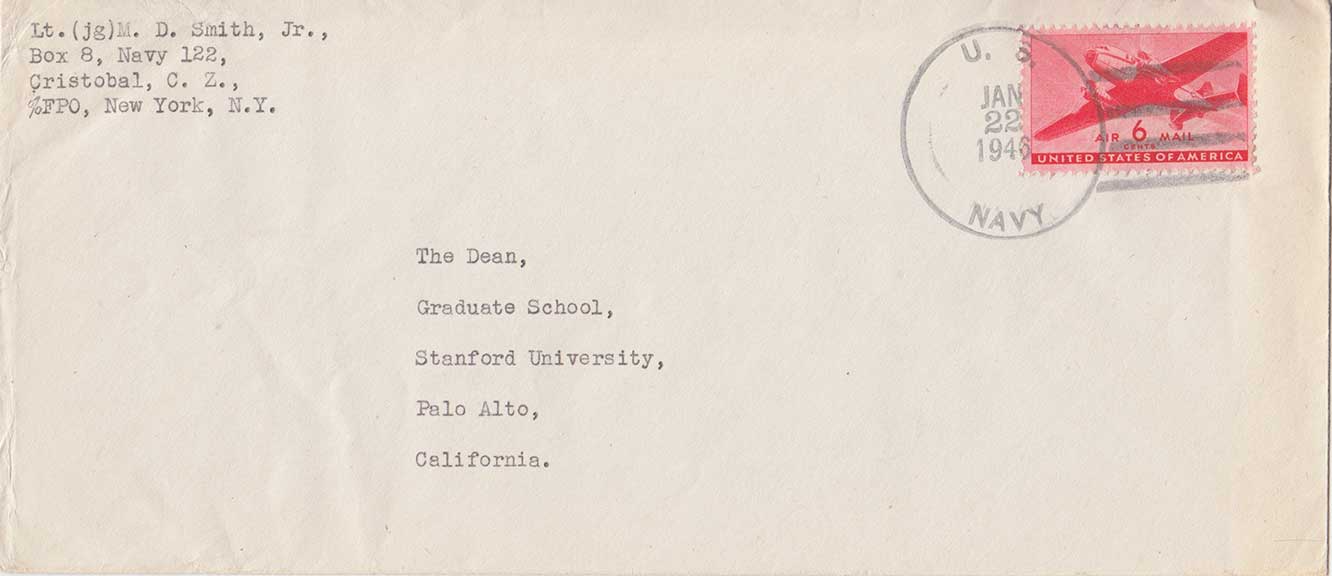 Lt.(jg)M. D. Smith, Jr.,
Box 8, Navy 122,
Cristobal, C. Z.,
%FPO, New York, N.Y.
U. S.
JAN
22
1946
NAVY
AIR 6 MAIL
CENTS
UNITED STATES OF AMERICA
The Dean,
Graduate School,
Stanford University,
Palo Alto,
California.